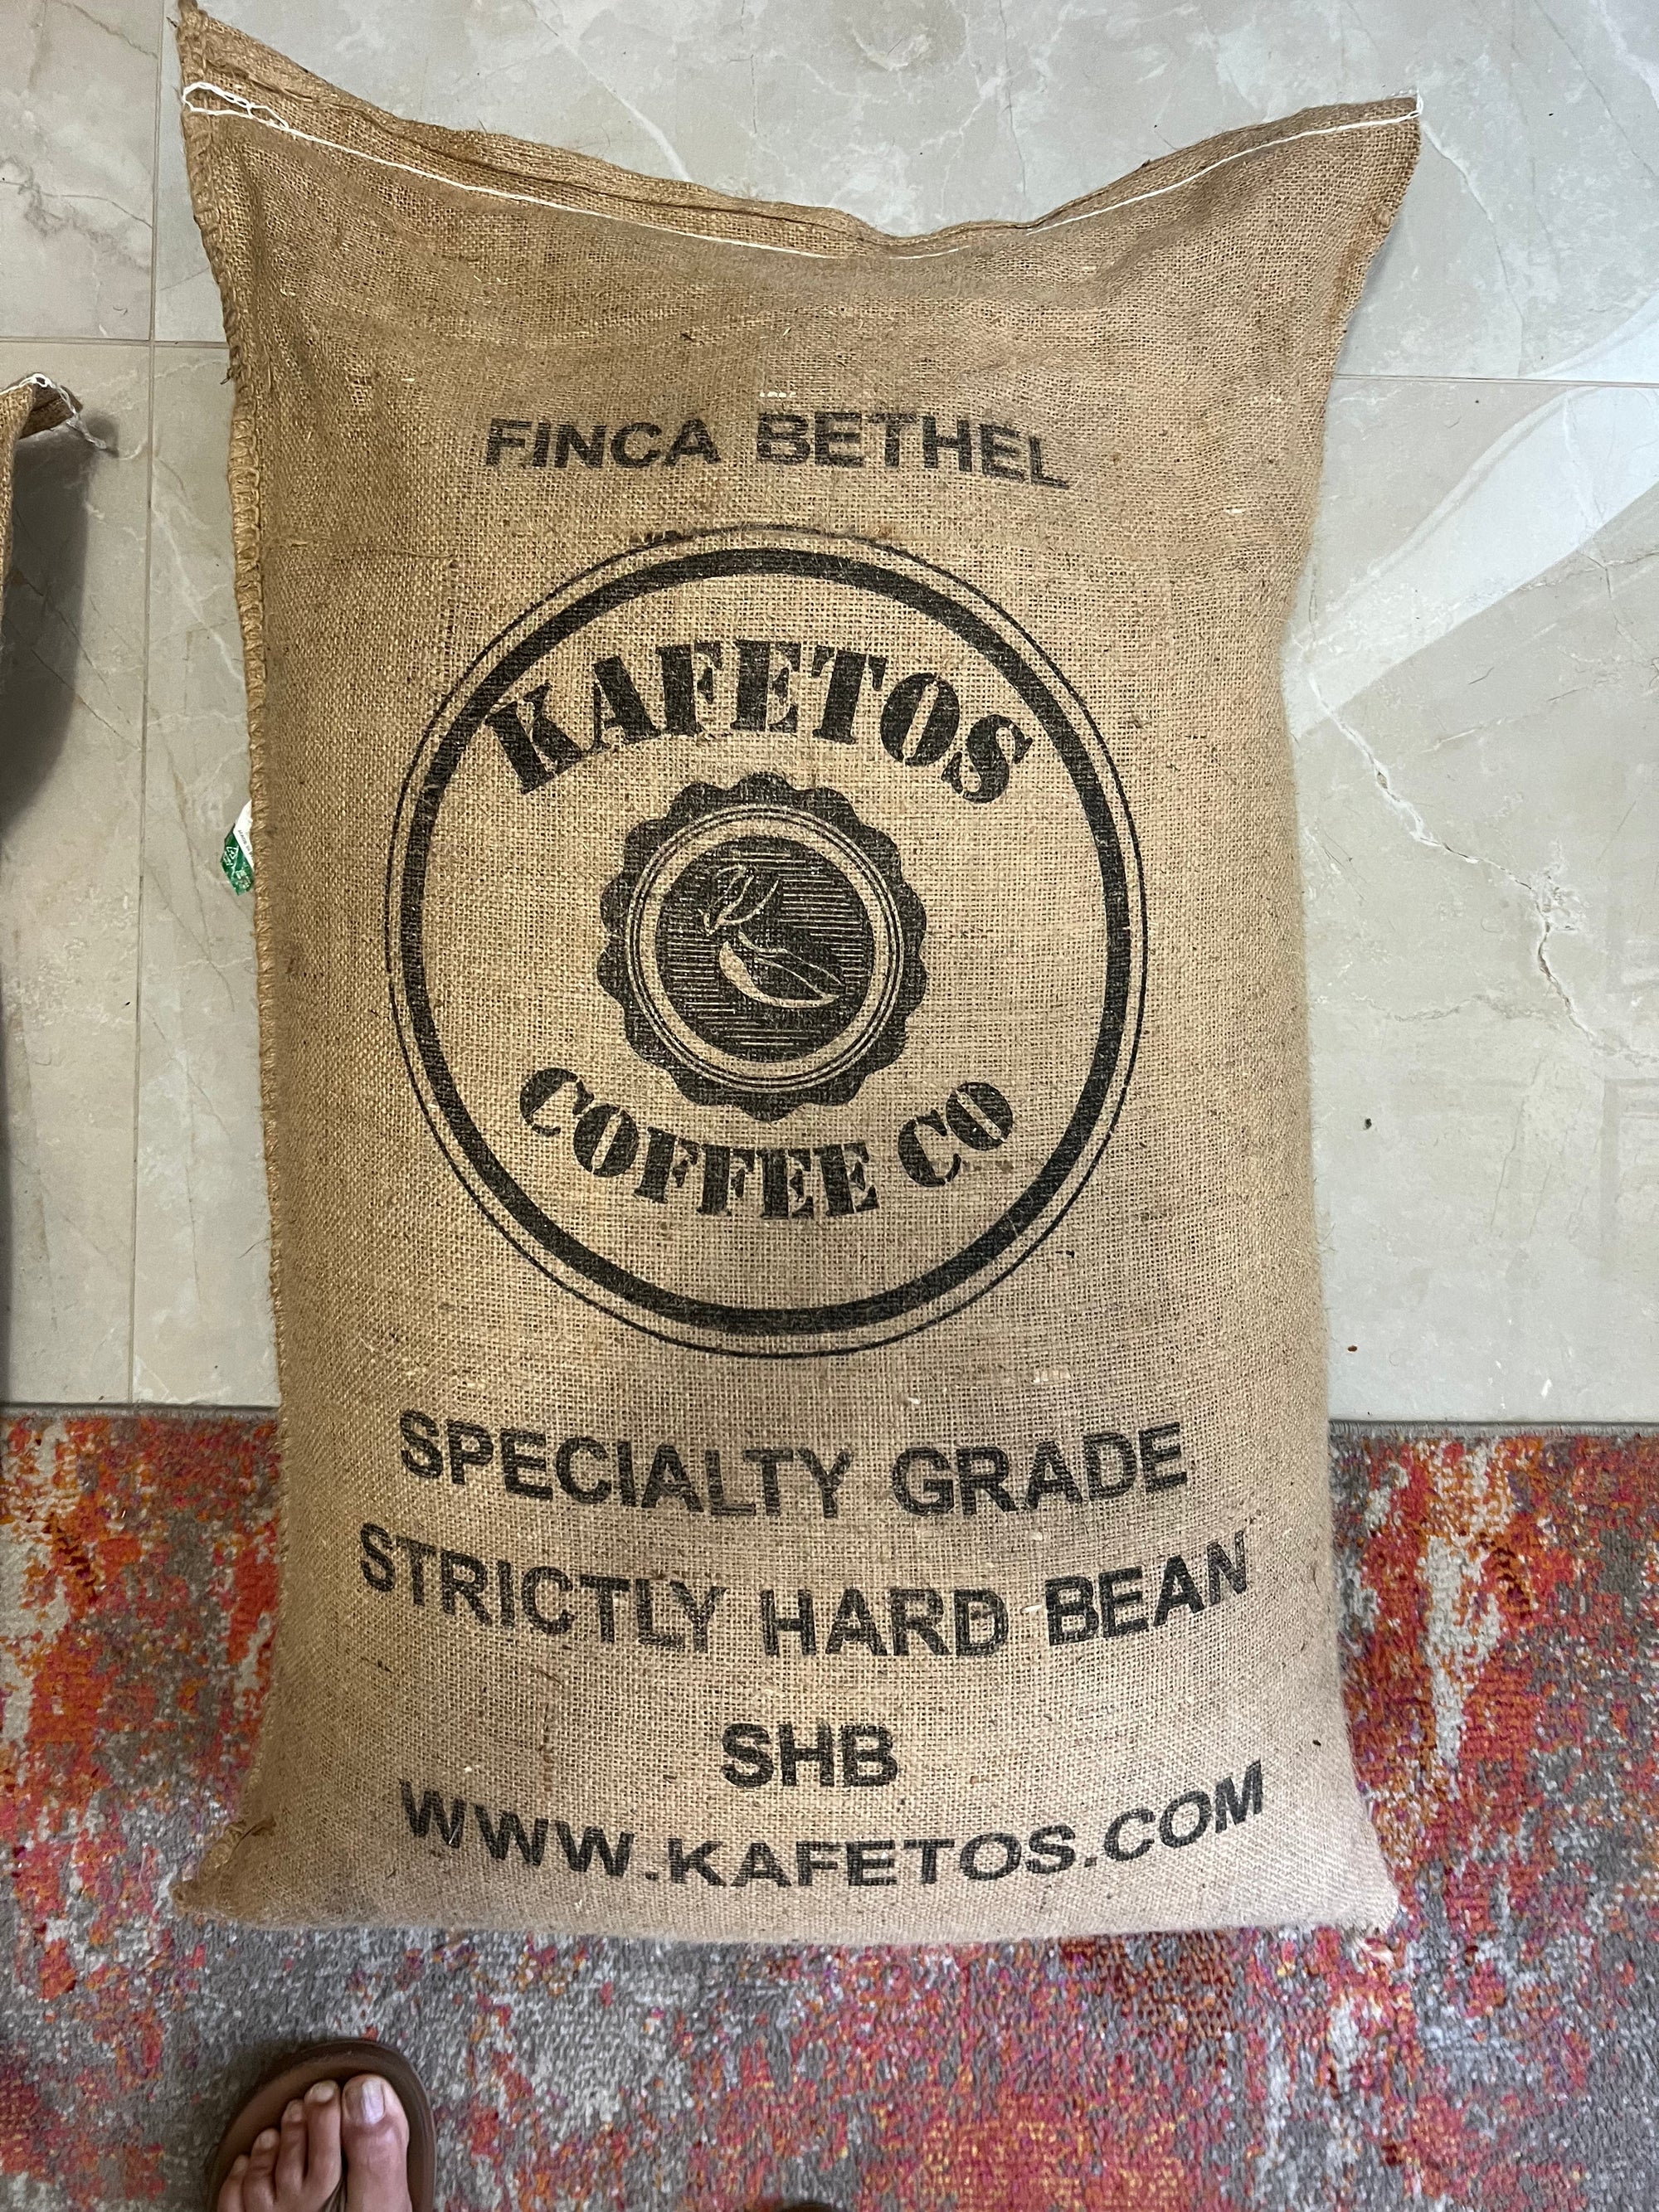 FINCA BETHEL
KAFETOS
COFFEE CO
SPECIALTY GRADE
STRICTLY HARD BEAN
SHB
WWW.KAFETOS.COM